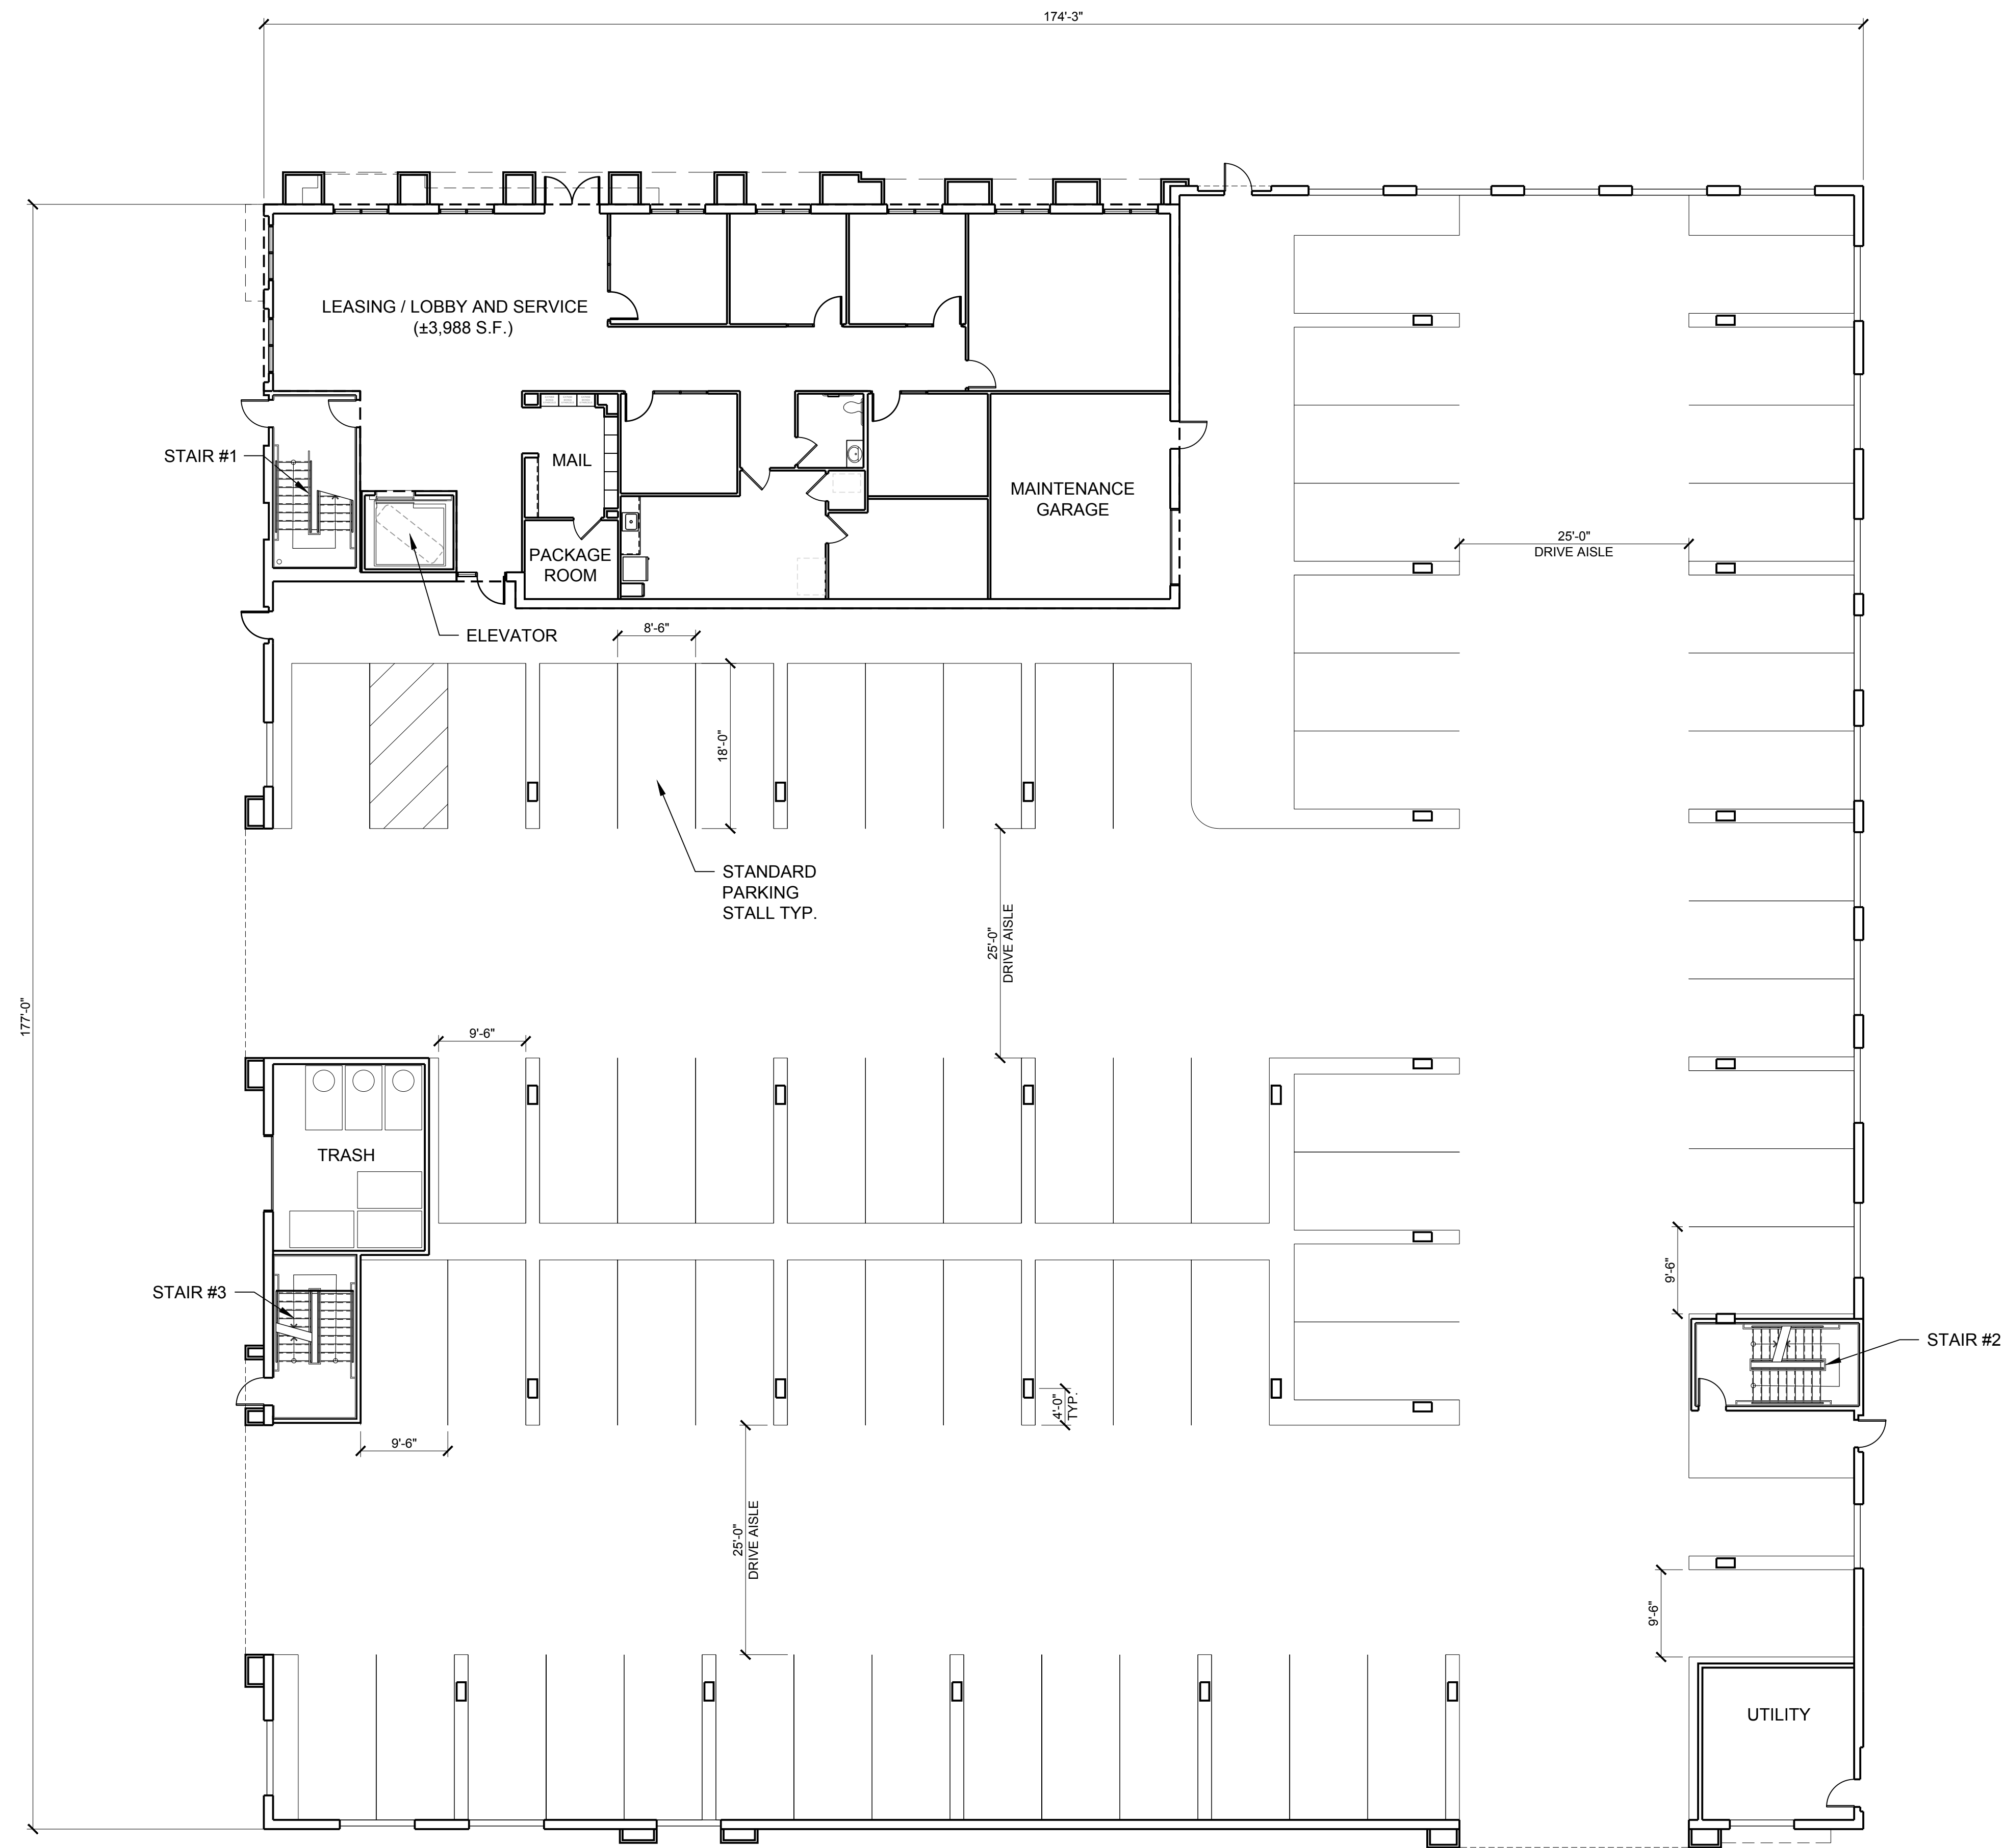 174'-3"
LEASING / LOBBY AND SERVICE
(±3,988 S.F.)
STAIR #1
MAIL
MAINTENANCE
GARAGE
PACKAGE
ROOM
25'-0"
DRIVE AISLE
ELEVATOR
8'-6"
18'-0"
STANDARD
PARKING
STALL TYP.
25'-0"
DRIVE AISLE
177'-0"
9'-6"
TRASH
9'-6"
STAIR #3
STAIR #2
4'-0"
TYP.
9'-6"
25'-0"
DRIVE AISLE
9'-6"
UTILITY